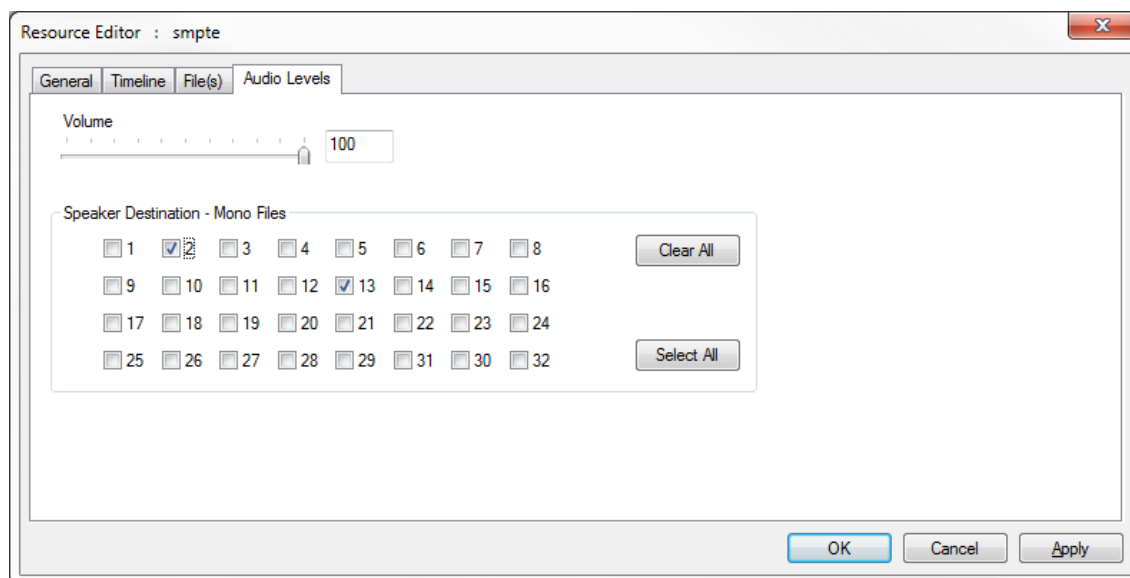 Resource Editor : smpte
General Timeline File(s) Audio Levels
Volume
100
Speaker Destination - Mono Files
1 2 3 4 5 6 7 8 Clear All
9 10 11 12 13 14 15 16
17 18 19 20 21 22 23 24
25 26 27 28 29 31 30 32 Select All
OK Cancel Apply